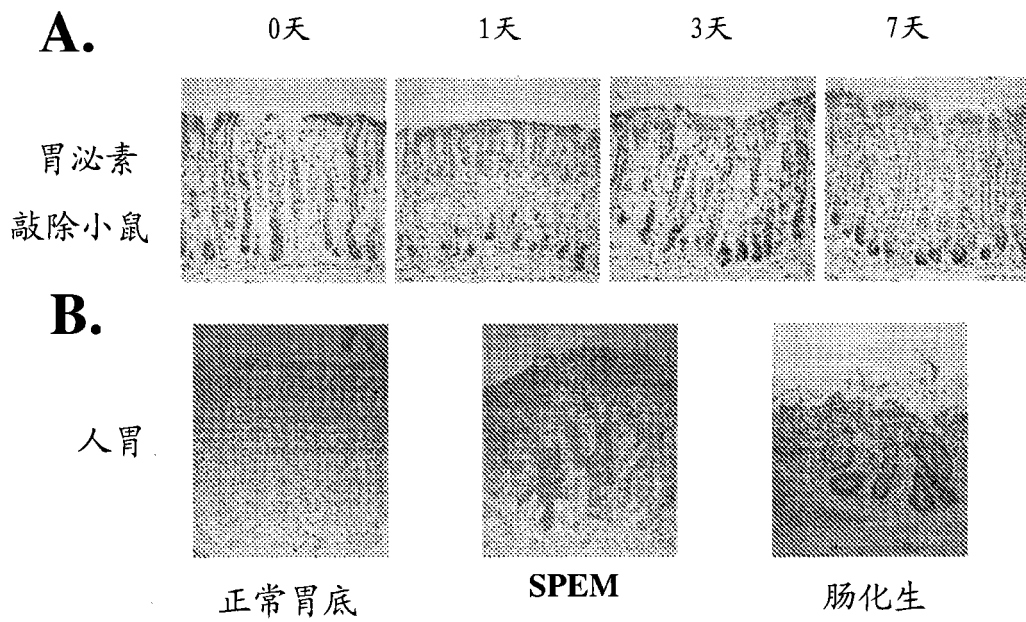 A.
0天 1天 3天 7天
胃泌素
敲除小鼠
B.
人胃
正常胃底 SPEM 肠化生